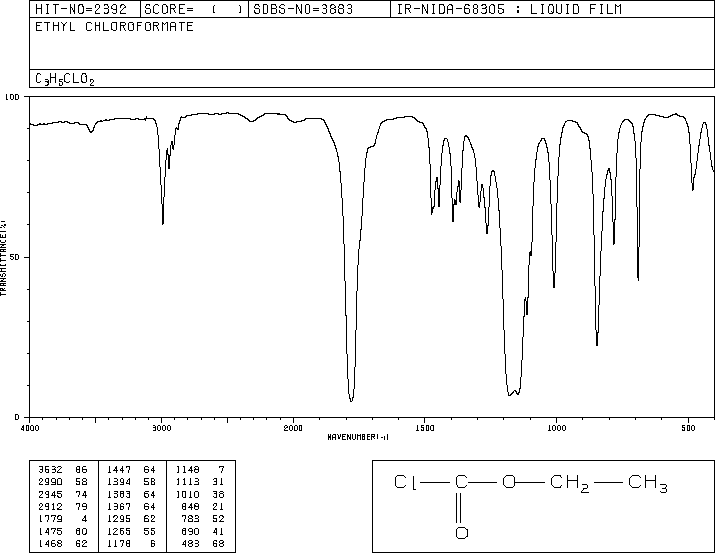 HIT-NO=2392 SCORE= ( ) SDBS-NO=3883 IR-NIDA-68305 : LIQUID FILM
ETHYL CHLOROFORMATE
C₃H₅CLO₂
100
50
0
TRANSMITTANCE(%)
4000 3000 2000 1500 1000 500
WAVENUMBER(-1)
3532 86 1447 64 1148 7
2990 58 1394 58 1113 31
2945 74 1383 64 1010 38
2912 79 1367 64 848 21
1779 4 1295 62 783 52
1475 60 1265 55 690 41
1468 62 1178 6 483 68
Cl C O CH₂ CH₃
O